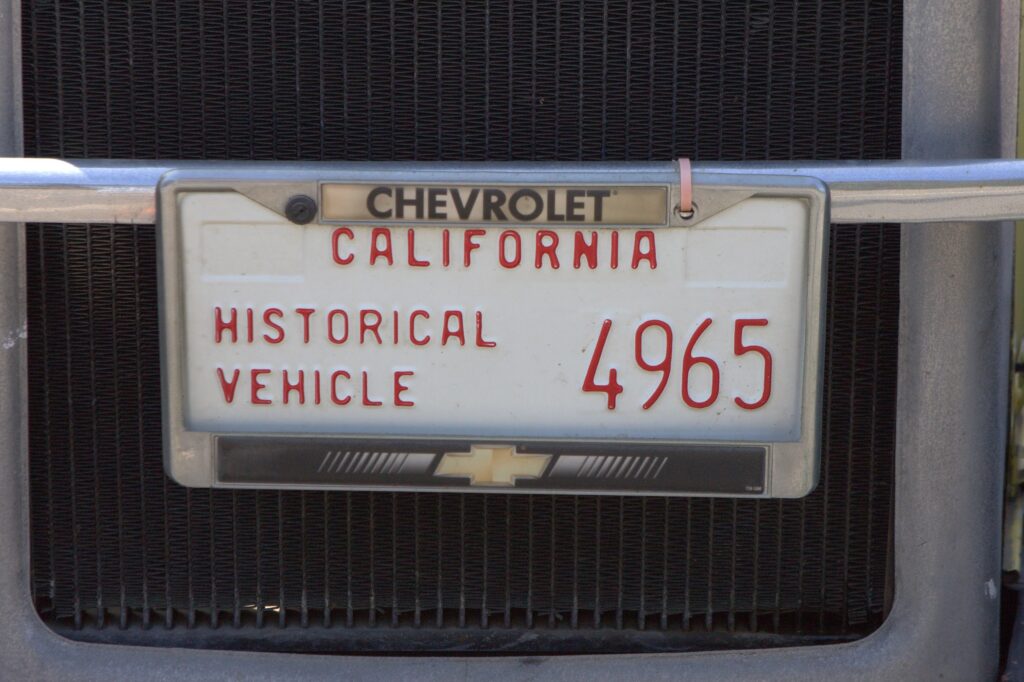 CHEVROLET
CALIFORNIA
HISTORICAL
VEHICLE
4965